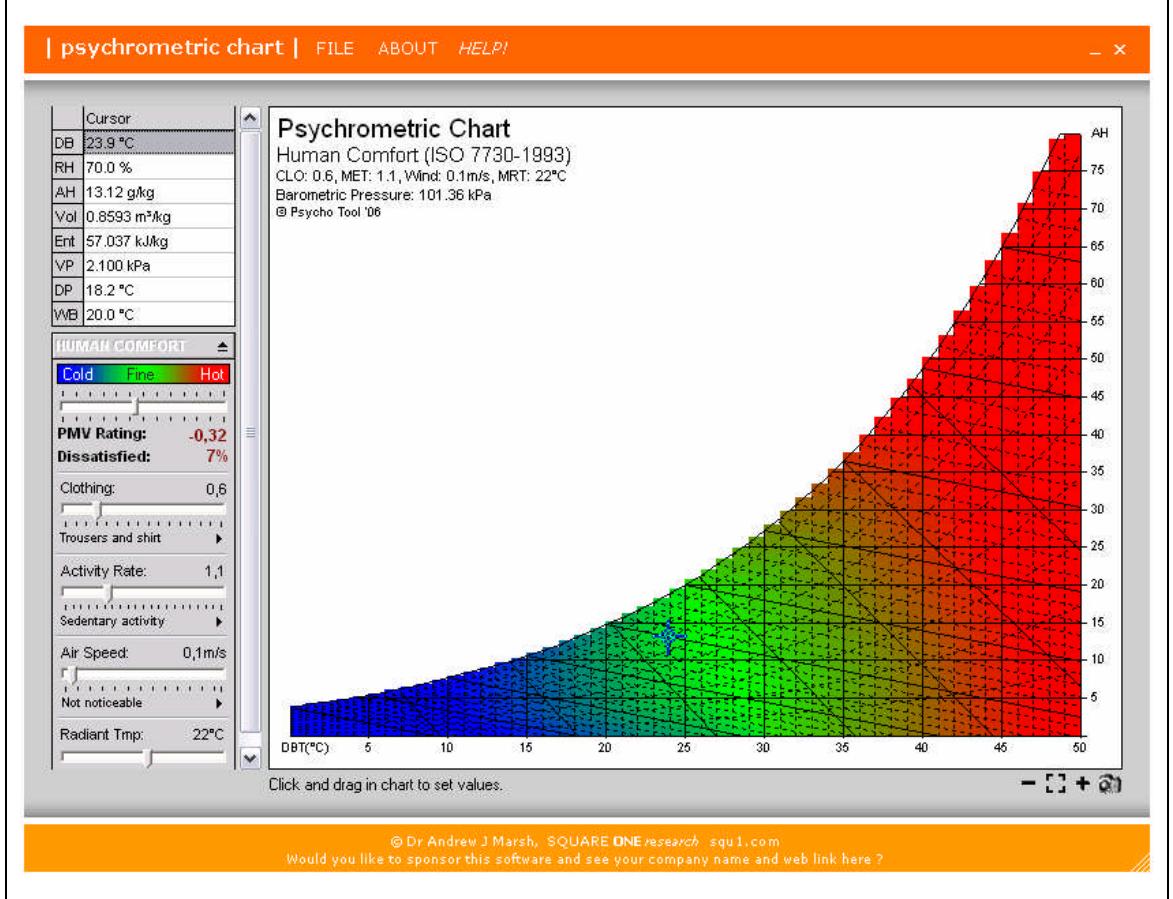 | psychrometric chart | FILE ABOUT HELP!
Cursor
DB 23.9 °C
RH 70.0 %
AH 13.12 g/kg
Vol 0.8593 m³/kg
Ent 57.037 kJ/kg
VP 2.100 kPa
DP 18.2 °C
WB 20.0 °C
HUMAN COMFORT
Cold Fine Hot
PMV Rating: -0,32
Dissatisfied: 7%
Clothing: 0,6
Trousers and shirt
Activity Rate: 1,1
Sedentary activity
Air Speed: 0,1m/s
Not noticeable
Radiant Tmp: 22°C
Psychrometric Chart
Human Comfort (ISO 7730-1993)
CLO: 0.6, MET: 1.1, Wind: 0.1m/s, MRT: 22°C
Barometric Pressure: 101.36 kPa
© Psycho Tool '06
AH
75
70
65
60
55
50
45
40
35
30
25
20
15
10
5
DBT(°C) 5 10 15 20 25 30 35 40 45 50
Click and drag in chart to set values.
© Dr Andrew J Marsh, SQUARE ONE research squ1.com
Would you like to sponsor this software and see your company name and web link here ?